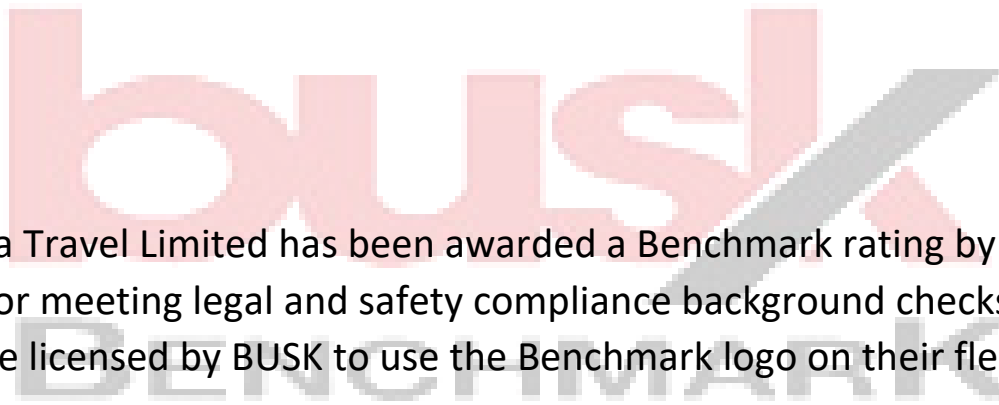 busk
a Travel Limited has been awarded a Benchmark rating by
or meeting legal and safety compliance background checks
e licensed by BUSK to use the Benchmark logo on their fle
BENCHMARK